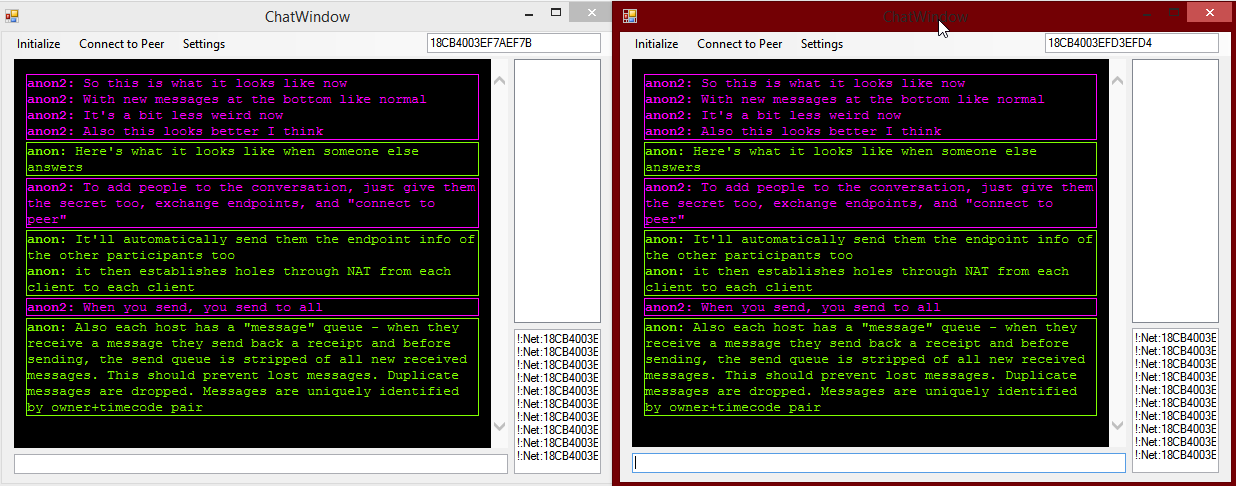 ChatWindow
Initialize Connect to Peer Settings 18CB4003EF7AEF7B
anon2: So this is what it looks like now
anon2: With new messages at the bottom like normal
anon2: It's a bit less weird now
anon2: Also this looks better I think
anon: Here's what it looks like when someone else
answers
anon2: To add people to the conversation, just give them
the secret too, exchange endpoints, and "connect to
peer"
anon: It'll automatically send them the endpoint info of
the other participants too
anon: it then establishes holes through NAT from each
client to each client
anon2: When you send, you send to all
anon: Also each host has a "message" queue - when they
receive a message they send back a receipt and before
sending, the send queue is stripped of all new received
messages. This should prevent lost messages. Duplicate
messages are dropped. Messages are uniquely identified
by owner+timecode pair
!:Net:18CB4003E
!:Net:18CB4003E
!:Net:18CB4003E
!:Net:18CB4003E
!:Net:18CB4003E
!:Net:18CB4003E
!:Net:18CB4003E
!:Net:18CB4003E
!:Net:18CB4003E
!:Net:18CB4003E
ChatWindow
Initialize Connect to Peer Settings 18CB4003EFD3EFD4
anon2: So this is what it looks like now
anon2: With new messages at the bottom like normal
anon2: It's a bit less weird now
anon2: Also this looks better I think
anon: Here's what it looks like when someone else
answers
anon2: To add people to the conversation, just give them
the secret too, exchange endpoints, and "connect to
peer"
anon: It'll automatically send them the endpoint info of
the other participants too
anon: it then establishes holes through NAT from each
client to each client
anon2: When you send, you send to all
anon: Also each host has a "message" queue - when they
receive a message they send back a receipt and before
sending, the send queue is stripped of all new received
messages. This should prevent lost messages. Duplicate
messages are dropped. Messages are uniquely identified
by owner+timecode pair
!:Net:18CB4003E
!:Net:18CB4003E
!:Net:18CB4003E
!:Net:18CB4003E
!:Net:18CB4003E
!:Net:18CB4003E
!:Net:18CB4003E
!:Net:18CB4003E
!:Net:18CB4003E
!:Net:18CB4003E